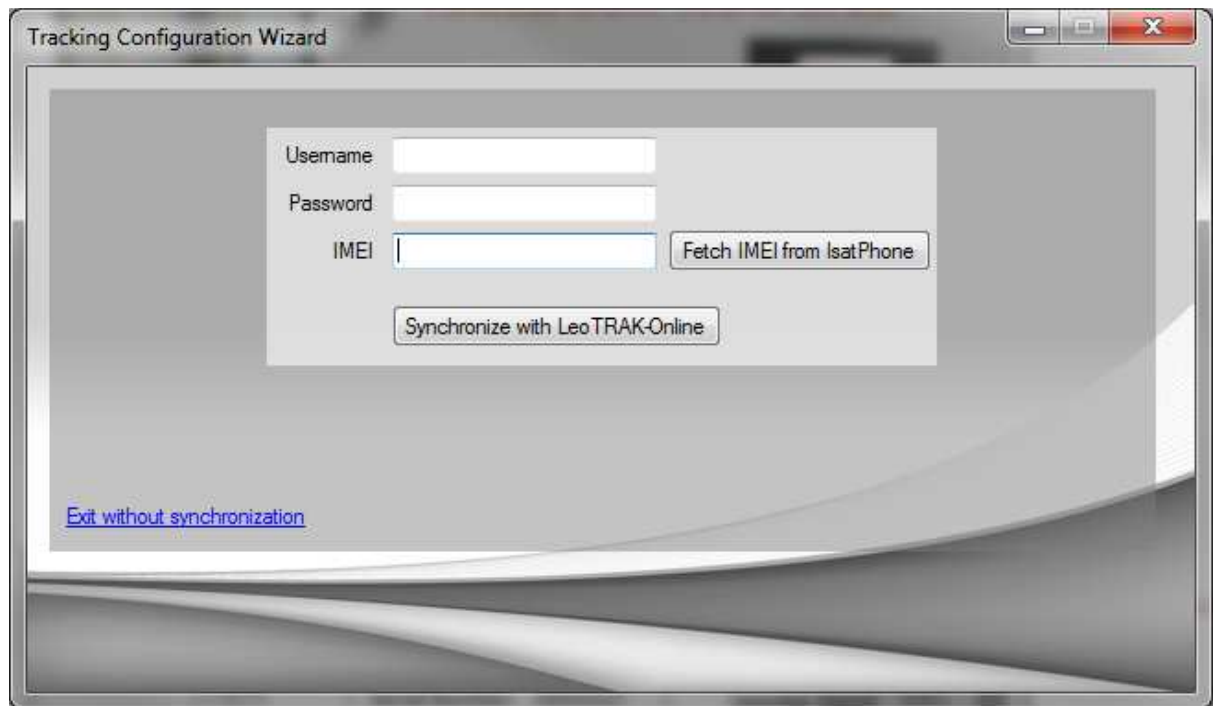 Tracking Configuration Wizard
Username
Password
IMEI
Fetch IMEI from IsatPhone
Synchronize with LeoTRAK-Online
Exit without synchronization